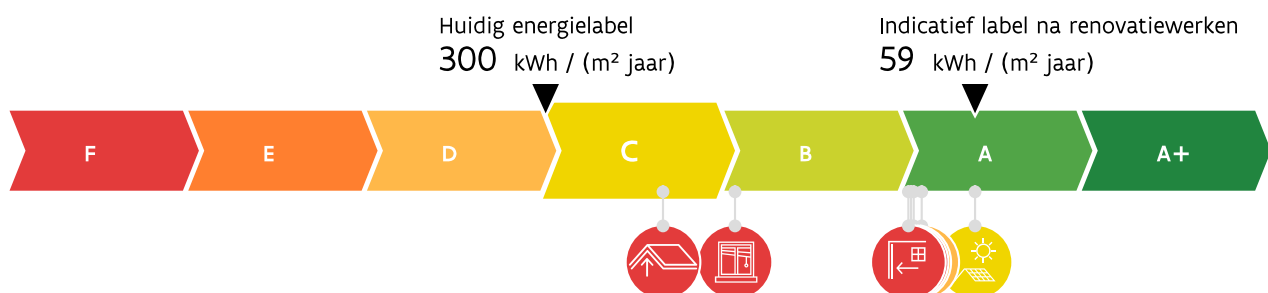 Huidig energielabel
300 kWh / (m² jaar)
Indicatief label na renovatiewerken
59 kWh / (m² jaar)
F E D C B A A+